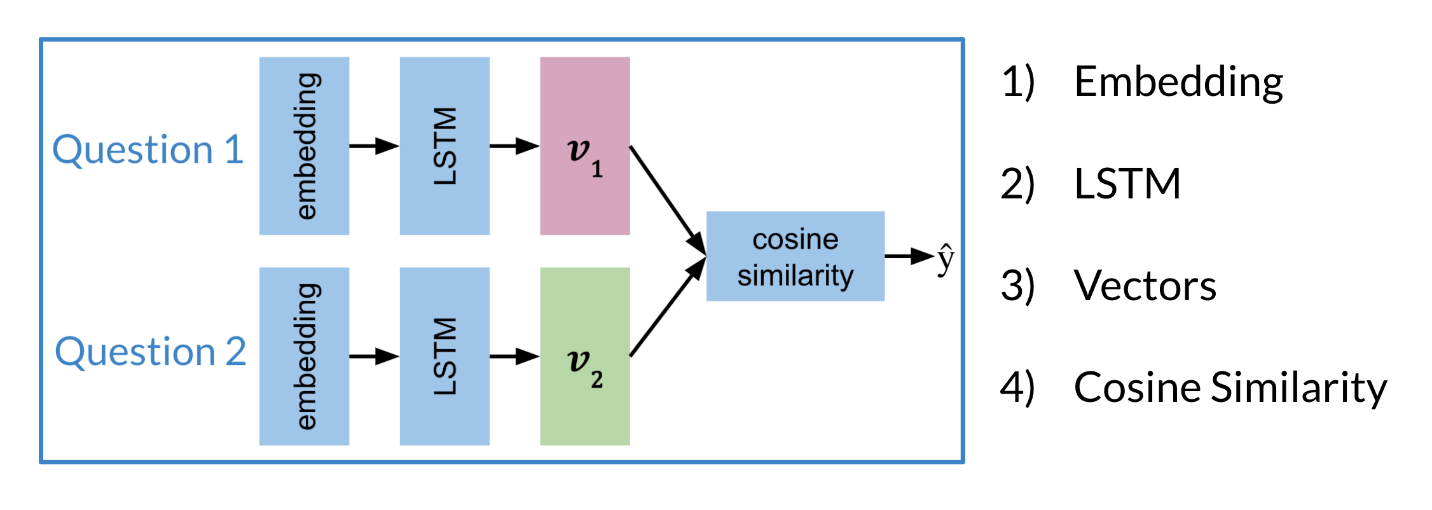 Question 1
embedding
LSTM
v1
Question 2
embedding
LSTM
v2
cosine
similarity
ŷ
1) Embedding
2) LSTM
3) Vectors
4) Cosine Similarity